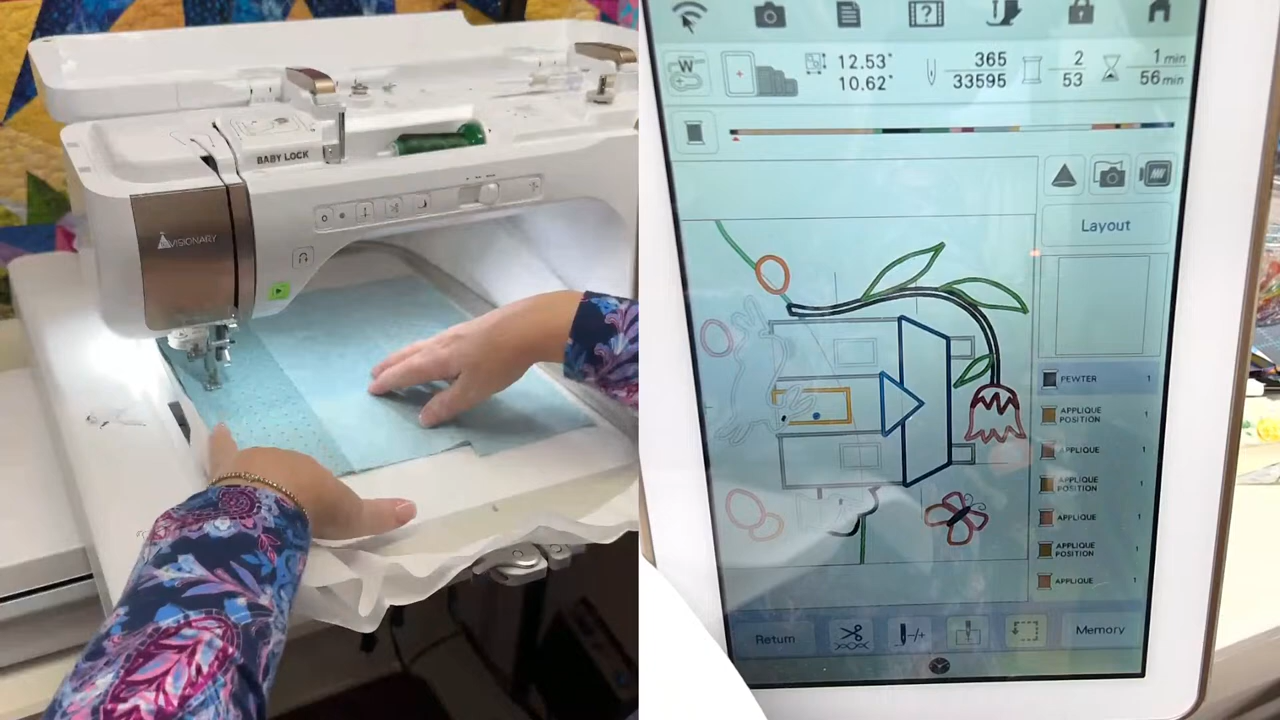 BABY LOCK
VISIONARY
W
12.53"
10.62"
365
33595
2
53
1 min
56 min
Layout
PEWTER 1
APPLIQUE
POSITION 1
APPLIQUE 1
APPLIQUE
POSITION 1
APPLIQUE 1
APPLIQUE
POSITION 1
APPLIQUE 1
Return
-/+
Memory